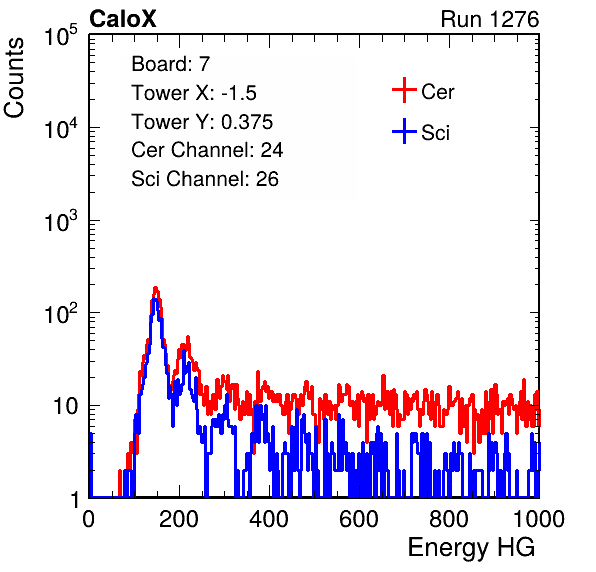 CaloX
Run 1276
Counts
10^5
10^4
10^3
10^2
10
1
Board: 7
Tower X: -1.5
Tower Y: 0.375
Cer Channel: 24
Sci Channel: 26
Cer
Sci
0 200 400 600 800 1000
Energy HG